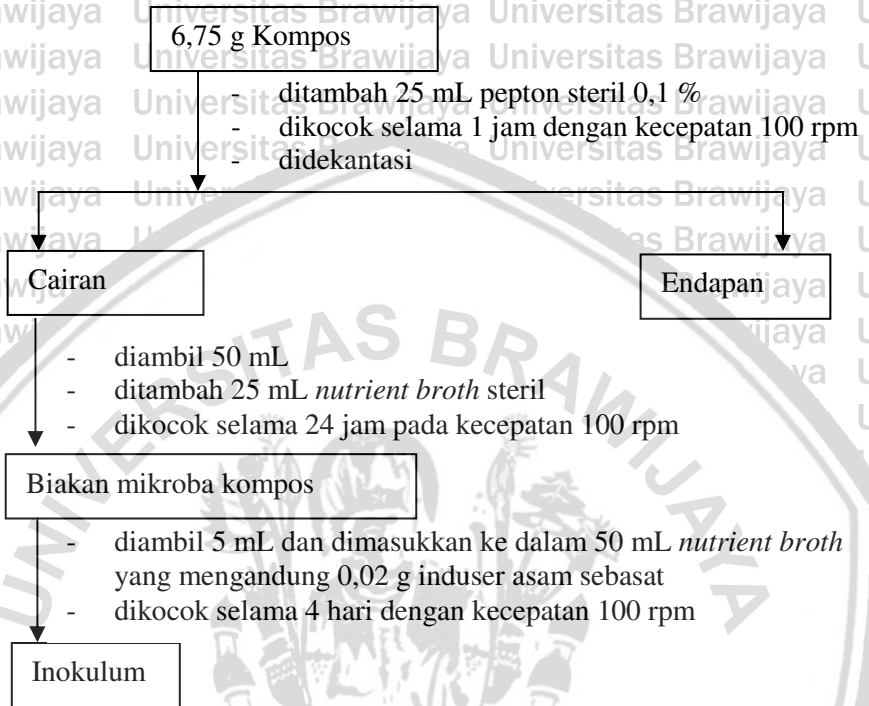 6,75 g Kompos
- ditambah 25 mL pepton steril 0,1 %
- dikocok selama 1 jam dengan kecepatan 100 rpm
- didekantasi
Cairan
Endapan
- diambil 50 mL
- ditambah 25 mL nutrient broth steril
- dikocok selama 24 jam pada kecepatan 100 rpm
Biakan mikroba kompos
- diambil 5 mL dan dimasukkan ke dalam 50 mL nutrient broth
yang mengandung 0,02 g induser asam sebasat
- dikocok selama 4 hari dengan kecepatan 100 rpm
Inokulum